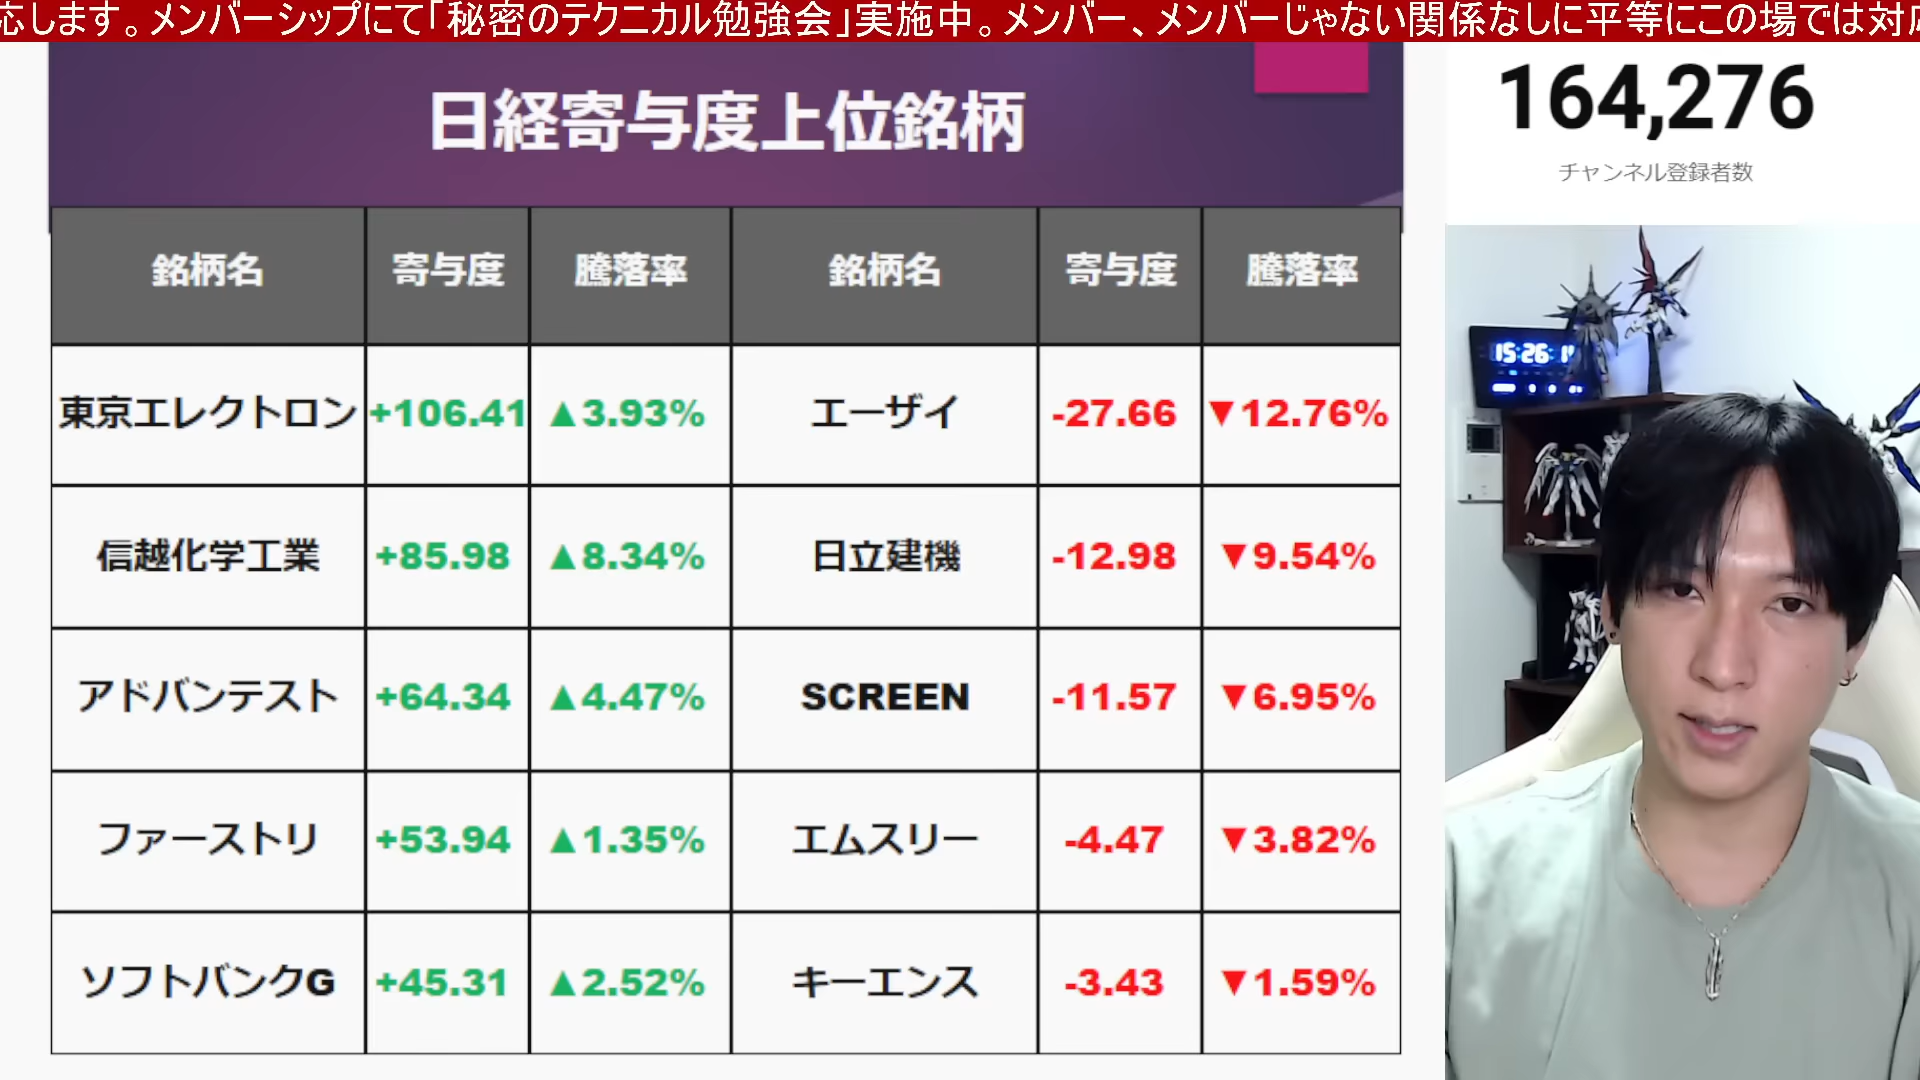 応します。メンバーシップにて「秘密のテクニカル勉強会」実施中。メンバー、メンバーじゃない関係なしに平等にこの場では対応
日経寄与度上位銘柄
164,276
チャンネル登録者数
銘柄名 寄与度 騰落率 銘柄名 寄与度 騰落率
東京エレクトロン +106.41 ▲3.93% エーザイ -27.66 ▼12.76%
信越化学工業 +85.98 ▲8.34% 日立建機 -12.98 ▼9.54%
アドバンテスト +64.34 ▲4.47% SCREEN -11.57 ▼6.95%
ファーストリ +53.94 ▲1.35% エムスリー -4.47 ▼3.82%
ソフトバンクG +45.31 ▲2.52% キーエンス -3.43 ▼1.59%
15:26